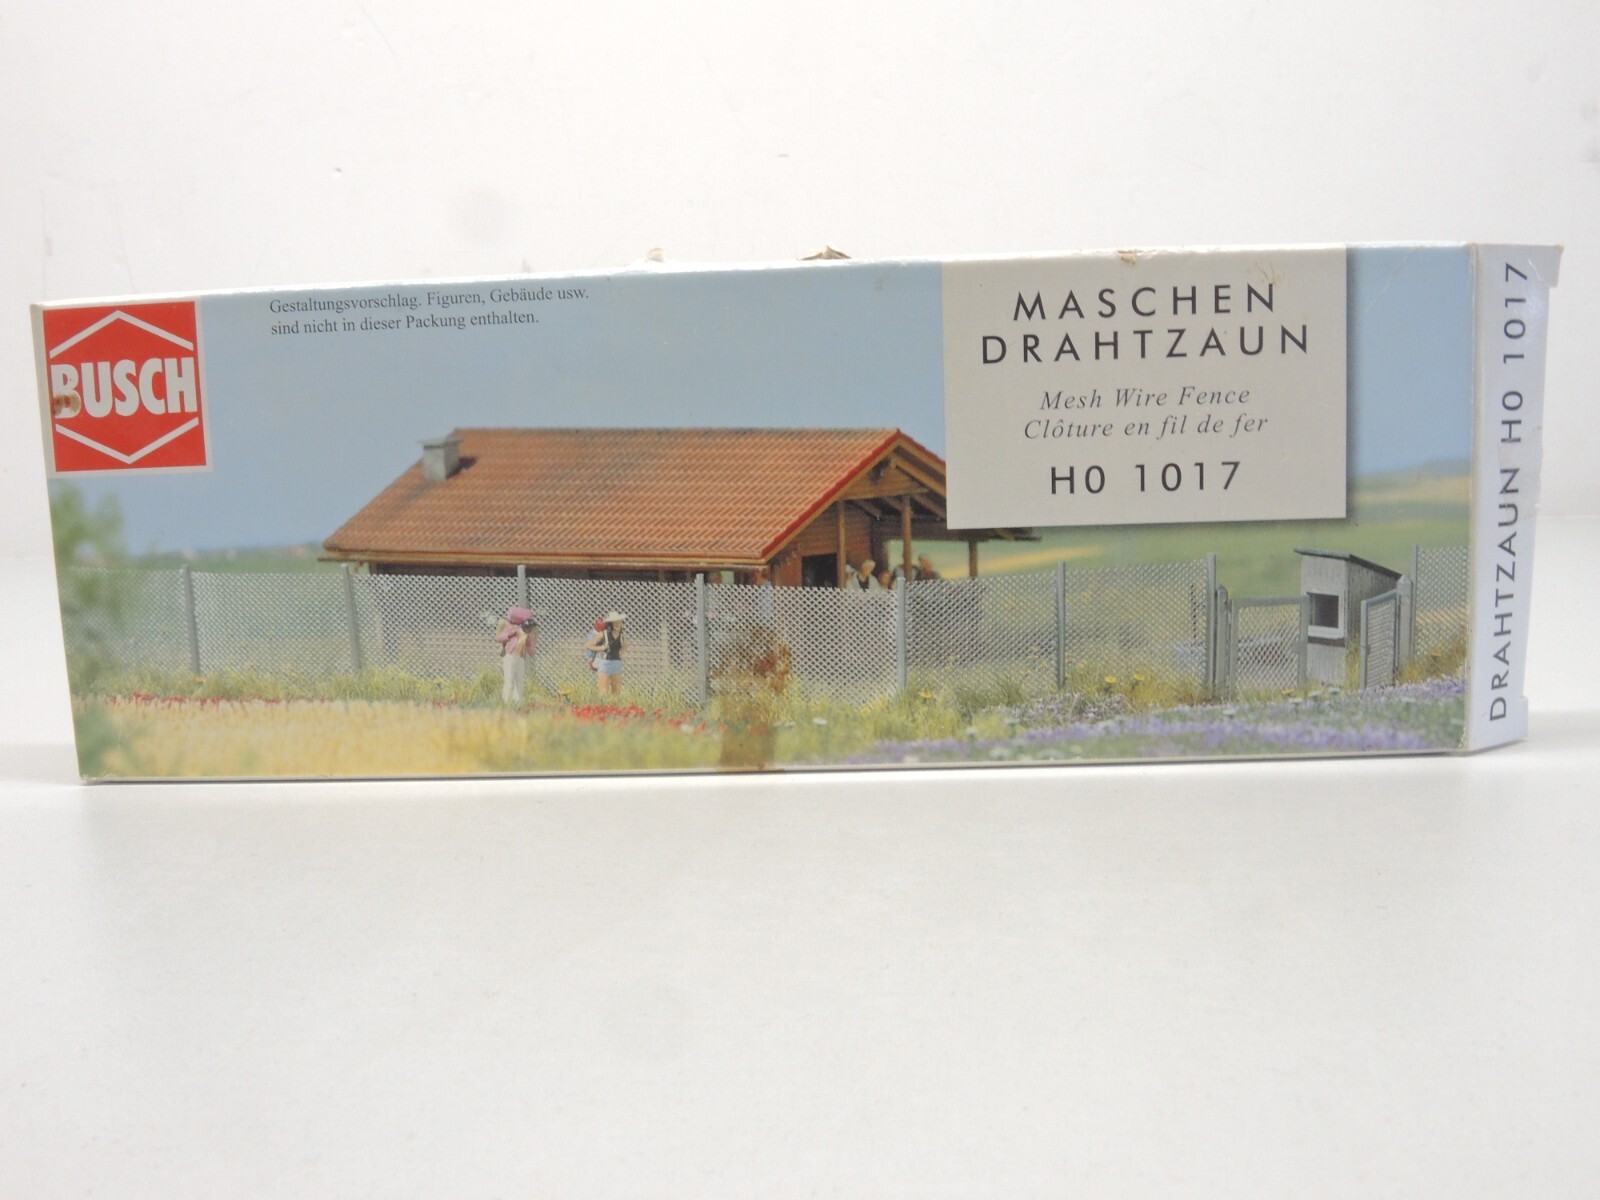 BUSCH
Gestaltungsvorschlag. Figuren, Gebäude usw.
sind nicht in dieser Packung enthalten.
MASCHEN
DRAHTZAUN
Mesh Wire Fence
Clôture en fil de fer
H0 1017
DRAHTZAUN H0 1017